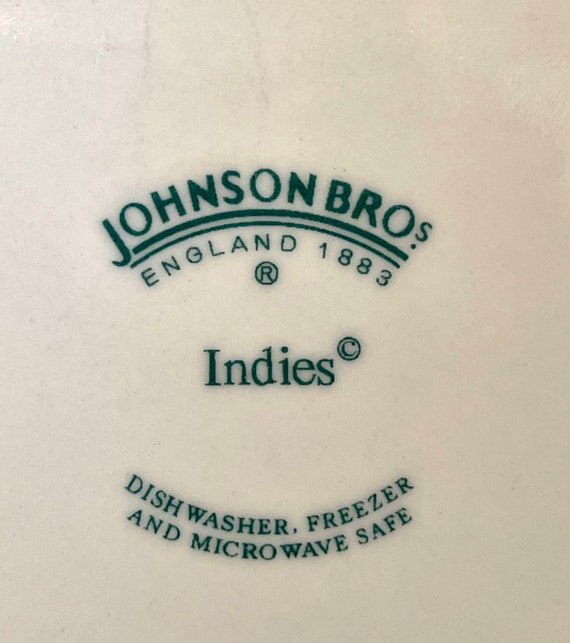 JOHNSON BROS.
ENGLAND 1883
®
Indies©
DISHWASHER, FREEZER
AND MICROWAVE SAFE